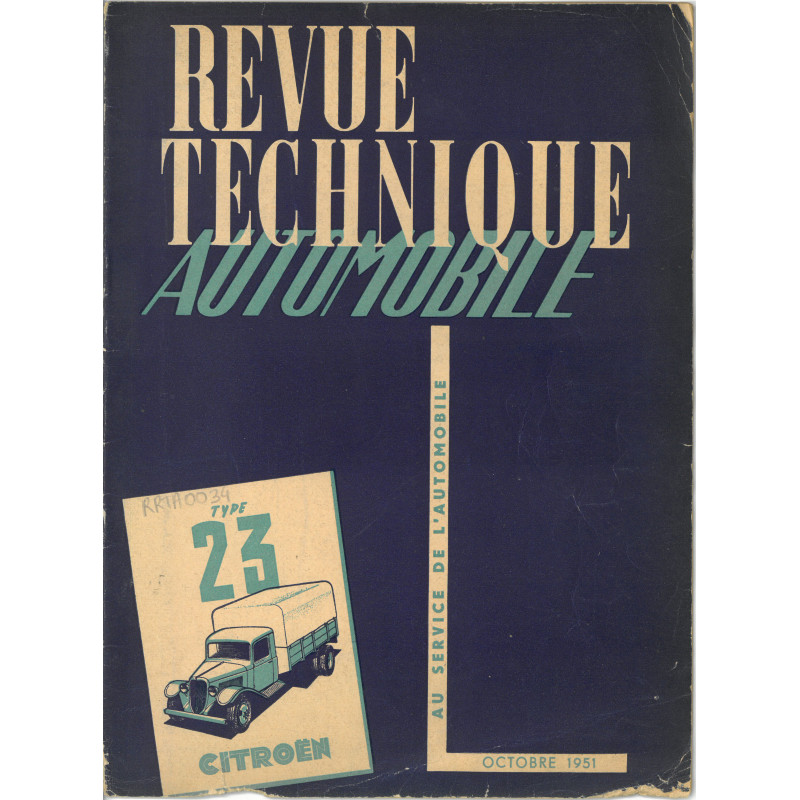 REVUE
TECHNIQUE
AUTOMOBILE
AU SERVICE DE L'AUTOMOBILE
RRTA0034
TYPE
23
CITROËN
OCTOBRE 1951